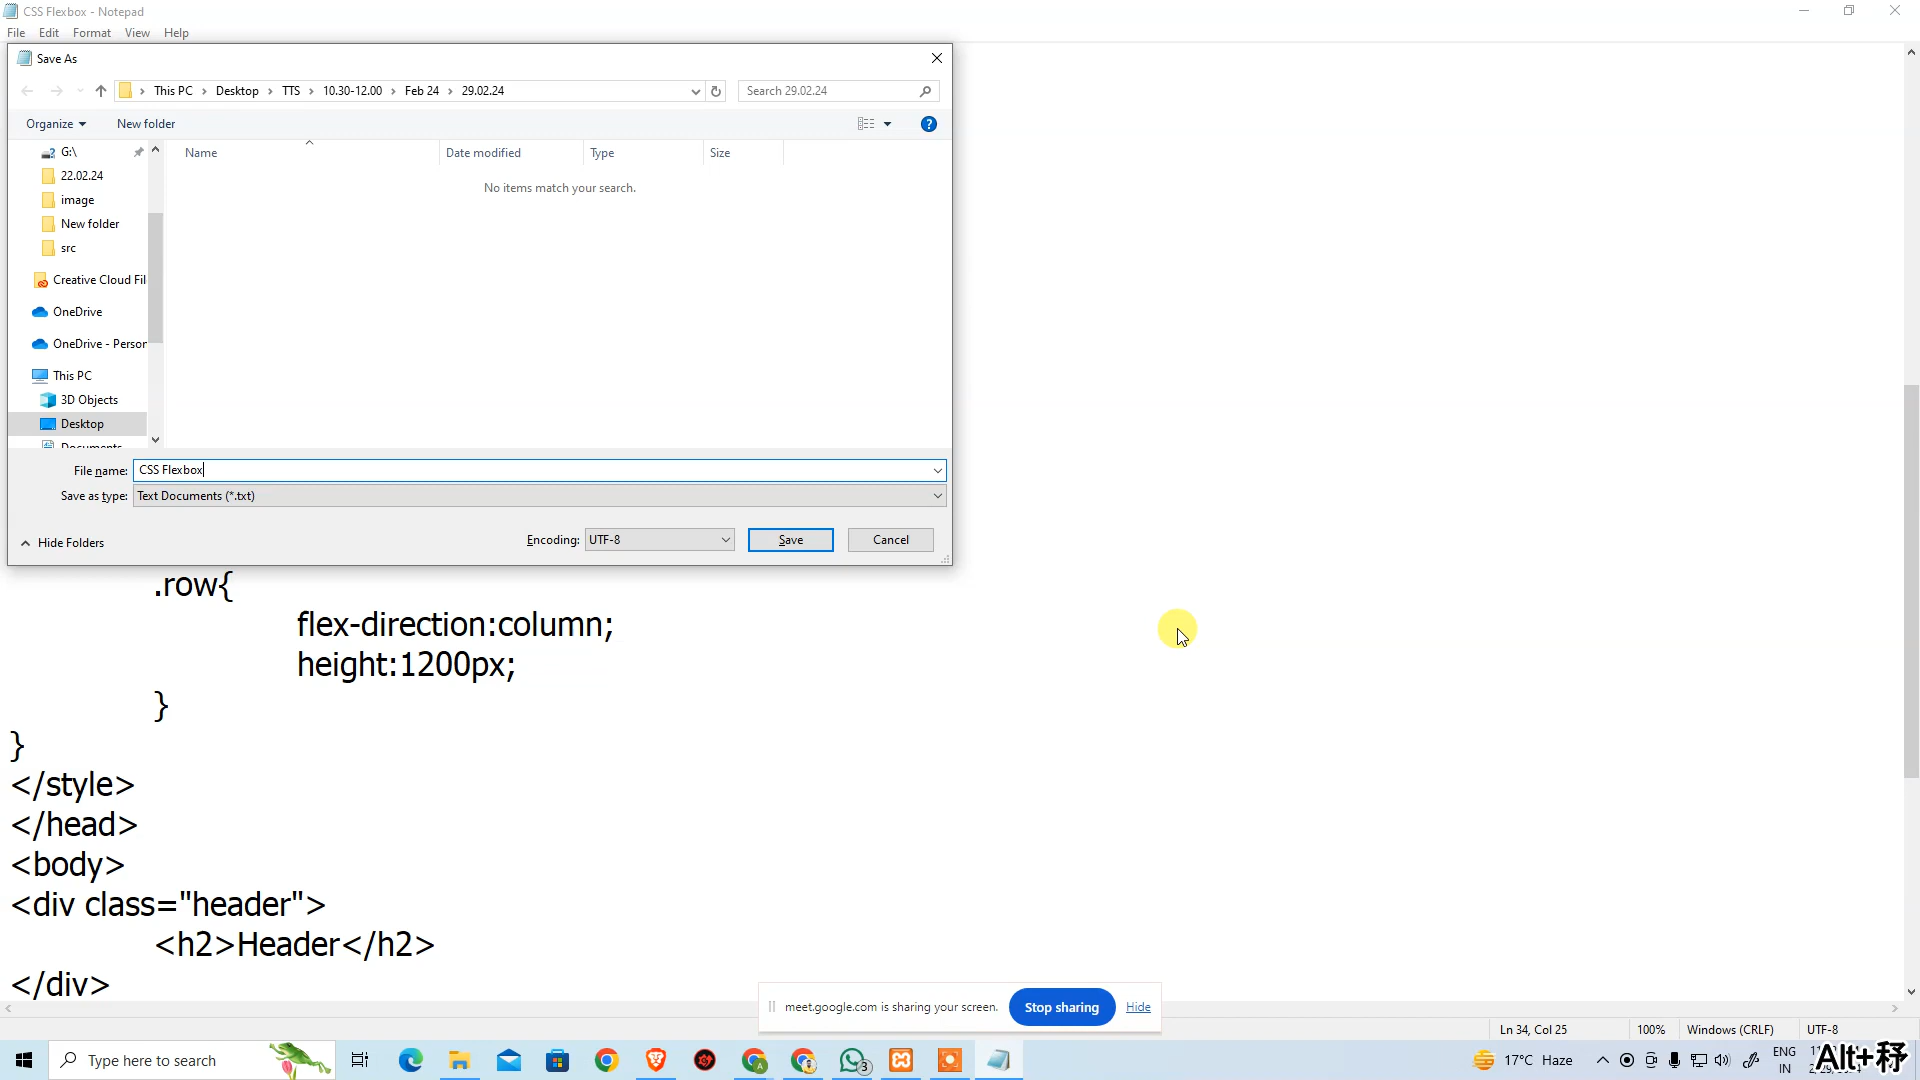 CSS Flexbox - Notepad
File Edit Format View Help
Save As
This PC Desktop TTS 10.30-12.00 Feb 24 29.02.24
Search 29.02.24
Organize New folder
Name Date modified Type Size
No items match your search.
G:\
22.02.24
image
New folder
src
Creative Cloud Fil
OneDrive
OneDrive - Person
This PC
3D Objects
Desktop
Documents
File name: CSS Flexbox
Save as type: Text Documents (*.txt)
Hide Folders
Encoding: UTF-8
Save
Cancel
.row{
flex-direction:column;
height:1200px;
}
}
</style>
</head>
<body>
<div class="header">
<h2>Header</h2>
</div>
meet.google.com is sharing your screen. Stop sharing Hide
Ln 34, Col 25 100% Windows (CRLF) UTF-8
Type here to search
3
17°C Haze
ENG
IN
Alt+秄